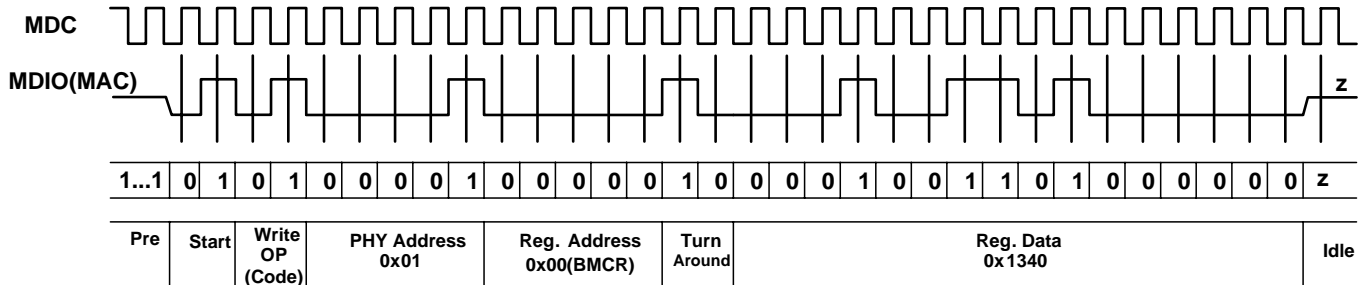 MDC
MDIO(MAC)
z
1...1 0 1 0 1 0 0 0 0 1 0 0 0 0 0 1 0 0 0 0 1 0 0 1 1 0 1 0 0 0 0 0 0 z
Pre Start Write OP (Code) PHY Address 0x01 Reg. Address 0x00(BMCR) Turn Around Reg. Data 0x1340 Idle